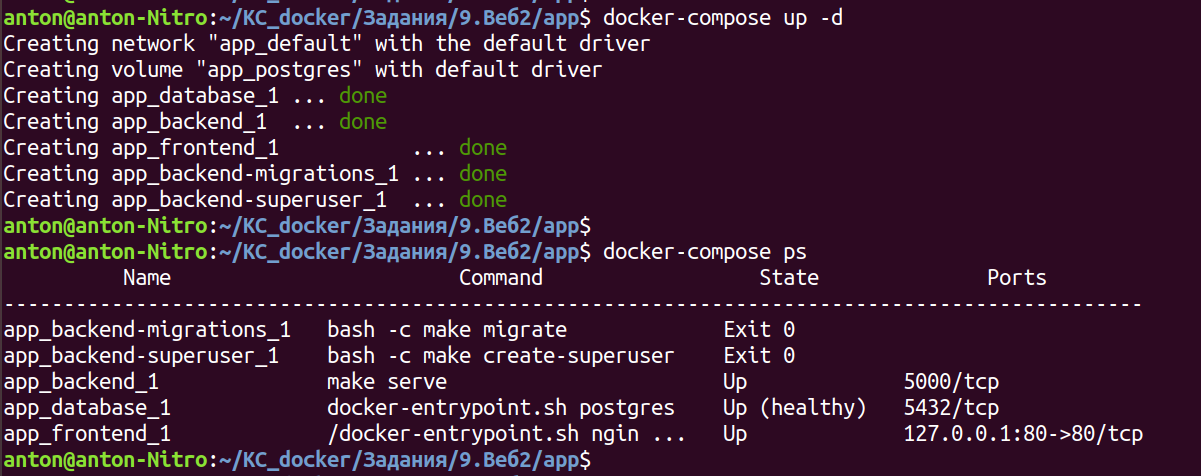 anton@anton-Nitro:~/KC_docker/Задания/9.Веб2/app$ docker-compose up -d
Creating network "app_default" with the default driver
Creating volume "app_postgres" with default driver
Creating app_database_1 ... done
Creating app_backend_1  ... done
Creating app_frontend_1           ... done
Creating app_backend-migrations_1 ... done
Creating app_backend-superuser_1  ... done
anton@anton-Nitro:~/KC_docker/Задания/9.Веб2/app$
anton@anton-Nitro:~/KC_docker/Задания/9.Веб2/app$ docker-compose ps
          Name                        Command                  State              Ports
-----------------------------------------------------------------------------------------------
app_backend-migrations_1   bash -c make migrate             Exit 0
app_backend-superuser_1    bash -c make create-superuser    Exit 0
app_backend_1              make serve                       Up             5000/tcp
app_database_1             docker-entrypoint.sh postgres    Up (healthy)   5432/tcp
app_frontend_1             /docker-entrypoint.sh ngin ...   Up             127.0.0.1:80->80/tcp
anton@anton-Nitro:~/KC_docker/Задания/9.Веб2/app$